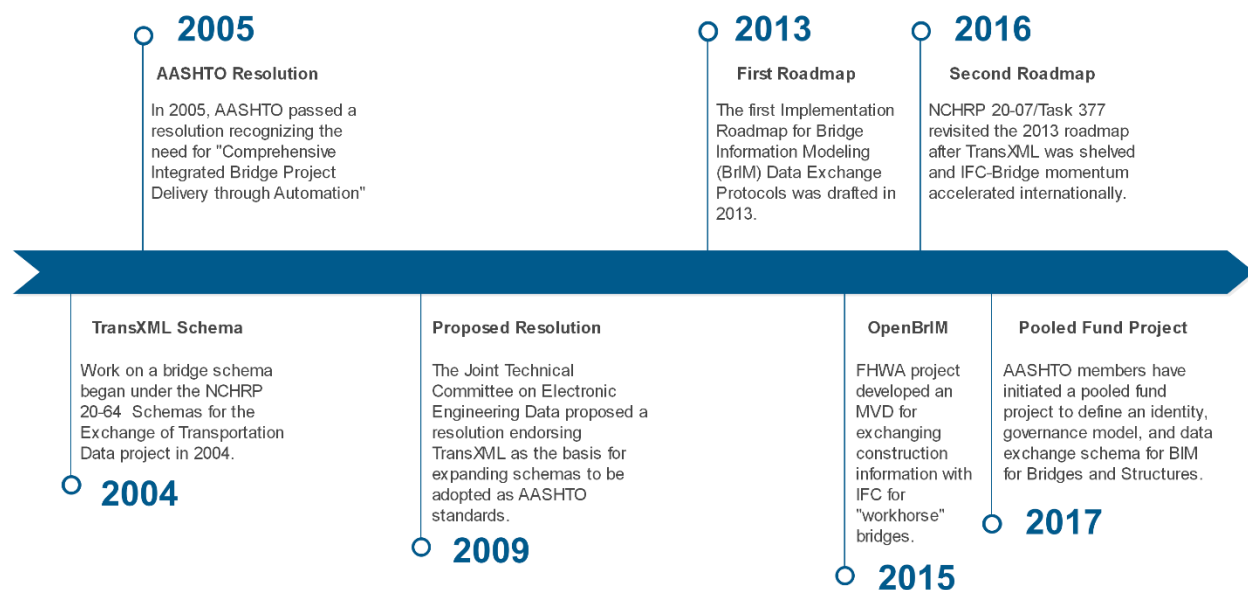 2005
AASHTO Resolution
In 2005, AASHTO passed a
resolution recognizing the
need for "Comprehensive
Integrated Bridge Project
Delivery through Automation"
2013
First Roadmap
The first Implementation
Roadmap for Bridge
Information Modeling
(BrIM) Data Exchange
Protocols was drafted in
2013.
2016
Second Roadmap
NCHRP 20-07/Task 377
revisited the 2013 roadmap
after TransXML was shelved
and IFC-Bridge momentum
accelerated internationally.
TransXML Schema
Work on a bridge schema
began under the NCHRP
20-64 Schemas for the
Exchange of Transportation
Data project in 2004.
2004
Proposed Resolution
The Joint Technical
Committee on Electronic
Engineering Data proposed a
resolution endorsing
TransXML as the basis for
expanding schemas to be
adopted as AASHTO
standards.
2009
OpenBrIM
FHWA project
developed an
MVD for
exchanging
construction
information with
IFC for
"workhorse"
bridges.
2015
Pooled Fund Project
AASHTO members have
initiated a pooled fund
project to define an identity,
governance model, and data
exchange schema for BIM
for Bridges and Structures.
2017